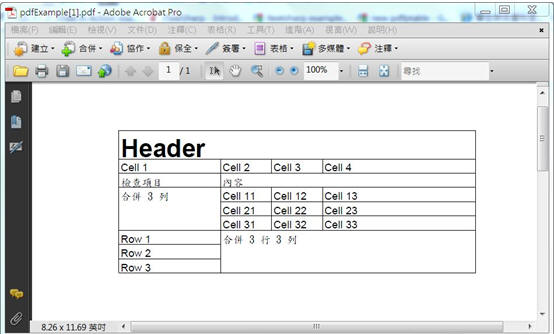 pdfExample[1].pdf - Adobe Acrobat Pro
檔案(F) 編輯(E) 檢視(V) 文件(D) 注釋(C) 表格(R) 工具(T) 進階(A) 視窗(W) 說明(H)
建立 合併 協作 保全 簽署 表格 多媒體 注釋
1 / 1 100% 尋找
Header
Cell 1 Cell 2 Cell 3 Cell 4
檢查項目 內容
合併 3 列 Cell 11 Cell 12 Cell 13
Cell 21 Cell 22 Cell 23
Cell 31 Cell 32 Cell 33
Row 1 合併 3 行 3 列
Row 2
Row 3
8.26 x 11.69 英吋